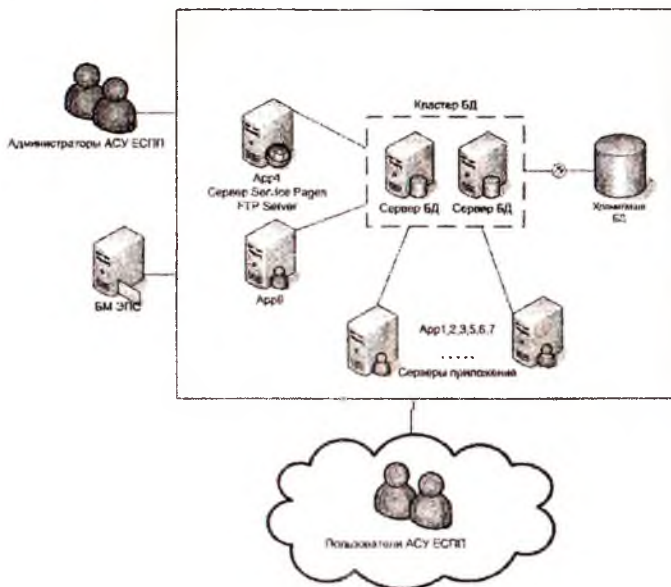 Кластер БД
Администраторы АСУ ЕСПП
App4
Сервер Service Pages
FTP Server
Сервер БД
Сервер БД
Хранилище
БД
БМ ЭПС
App8
App1,2,3,5,6,7
.....
Серверы приложений
Пользователи АСУ ЕСПП